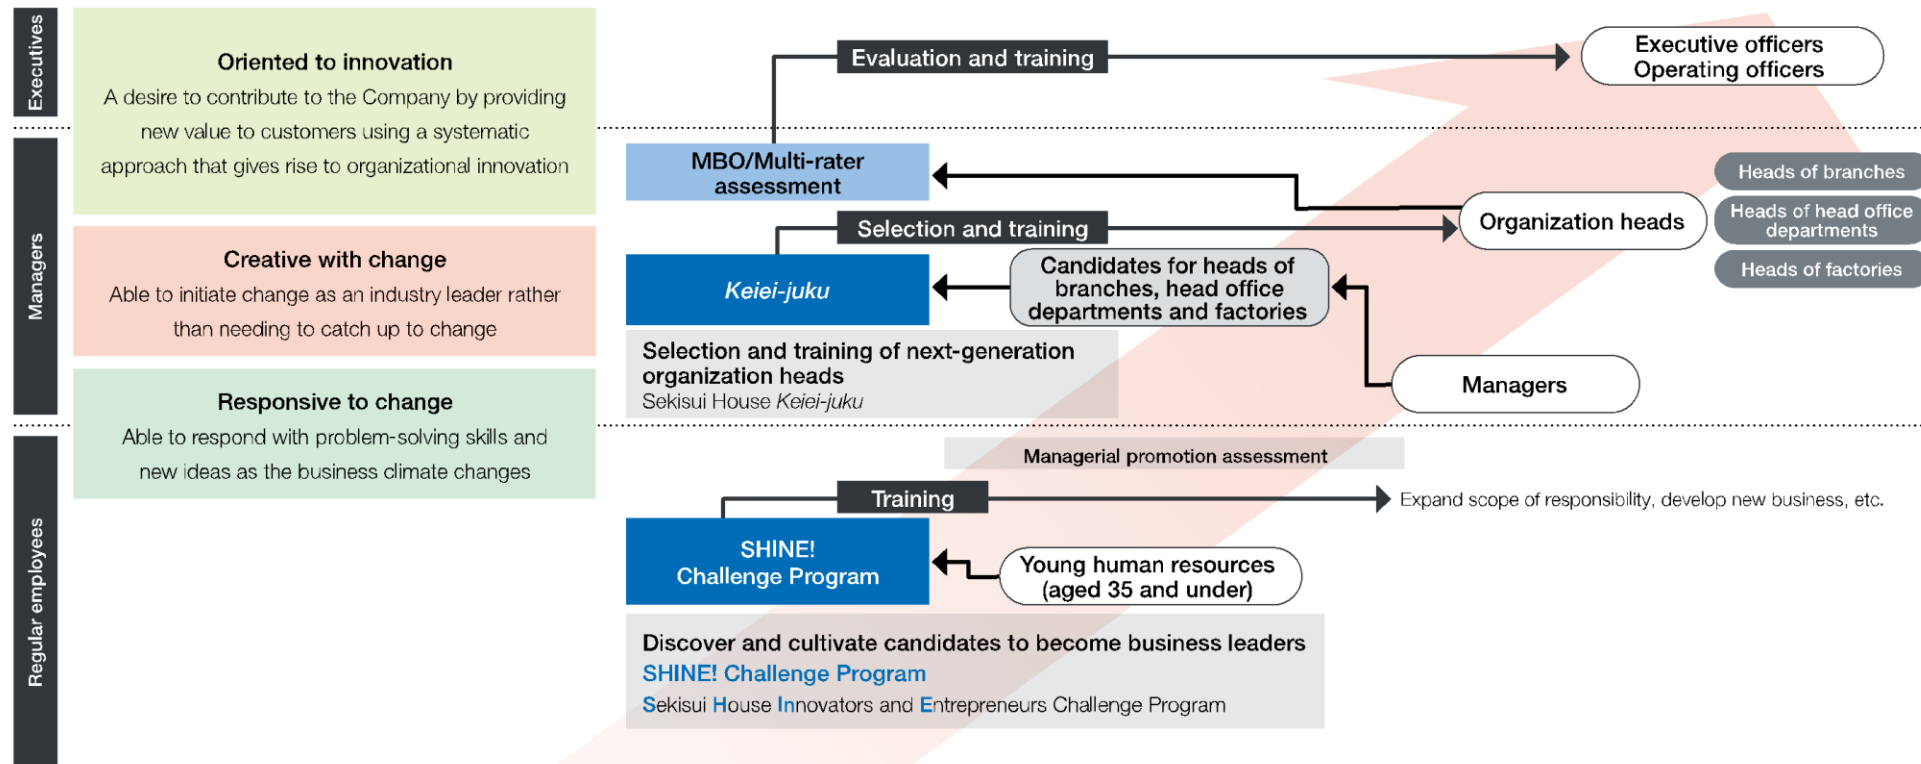 Executives
Oriented to innovation
A desire to contribute to the Company by providing
new value to customers using a systematic
approach that gives rise to organizational innovation
Evaluation and training
Executive officers
Operating officers
Managers
MBO/Multi-rater
assessment
Organization heads
Heads of branches
Heads of head office
departments
Heads of factories
Selection and training
Creative with change
Able to initiate change as an industry leader rather
than needing to catch up to change
Keiei-juku
Candidates for heads of
branches, head office
departments and factories
Selection and training of next-generation
organization heads
Sekisui House Keiei-juku
Managers
Responsive to change
Able to respond with problem-solving skills and
new ideas as the business climate changes
Regular employees
Managerial promotion assessment
Training
Expand scope of responsibility, develop new business, etc.
SHINE!
Challenge Program
Young human resources
(aged 35 and under)
Discover and cultivate candidates to become business leaders
SHINE! Challenge Program
Sekisui House Innovators and Entrepreneurs Challenge Program